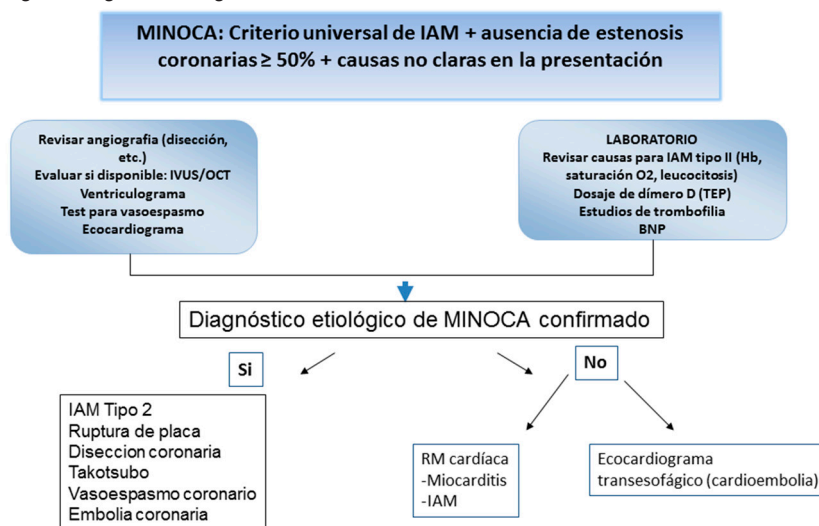 MINOCA: Criterio universal de IAM + ausencia de estenosis
coronarias ≥ 50% + causas no claras en la presentación
Revisar angiografia (disección,
etc.)
Evaluar si disponible: IVUS/OCT
Ventriculograma
Test para vasoespasmo
Ecocardiograma
LABORATORIO
Revisar causas para IAM tipo II (Hb,
saturación O2, leucocitosis)
Dosaje de dímero D (TEP)
Estudios de trombofilia
BNP
Diagnóstico etiológico de MINOCA confirmado
Si
No
IAM Tipo 2
Ruptura de placa
Diseccion coronaria
Takotsubo
Vasoespasmo coronario
Embolia coronaria
RM cardíaca
-Miocarditis
-IAM
Ecocardiograma
transesofágico (cardioembolia)